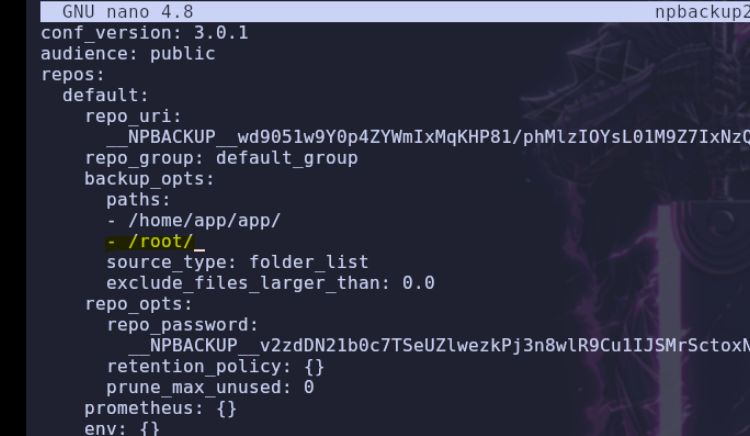 GNU nano 4.8 npbackup2
conf_version: 3.0.1
audience: public
repos:
  default:
    repo_uri:
      __NPBACKUP__wd9051w9Y0p4ZYWmIxMqKHP81/phMlzIOYsL01M9Z7IxNzQ
    repo_group: default_group
    backup_opts:
      paths:
      - /home/app/app/
      - /root/
      source_type: folder_list
      exclude_files_larger_than: 0.0
    repo_opts:
      repo_password:
        __NPBACKUP__v2zdDN21b0c7TSeUZlwezkPj3n8wlR9Cu1IJSMrSctoxN
      retention_policy: {}
      prune_max_unused: 0
    prometheus: {}
    env: {}